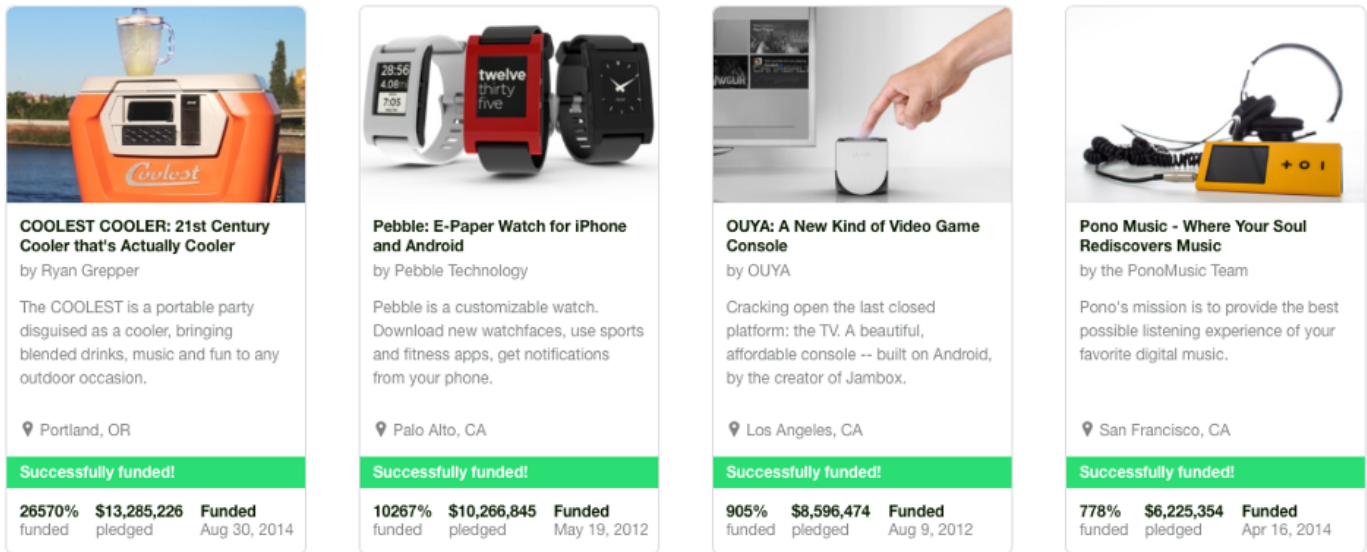 Coolest
28:56
4.08
7:05
twelve
thirty
five
OUYA
+ o ı
COOLEST COOLER: 21st Century
Cooler that's Actually Cooler
by Ryan Grepper
The COOLEST is a portable party
disguised as a cooler, bringing
blended drinks, music and fun to any
outdoor occasion.
Portland, OR
Successfully funded!
26570% $13,285,226 Funded
funded pledged Aug 30, 2014
Pebble: E-Paper Watch for iPhone
and Android
by Pebble Technology
Pebble is a customizable watch.
Download new watchfaces, use sports
and fitness apps, get notifications
from your phone.
Palo Alto, CA
Successfully funded!
10267% $10,266,845 Funded
funded pledged May 19, 2012
OUYA: A New Kind of Video Game
Console
by OUYA
Cracking open the last closed
platform: the TV. A beautiful,
affordable console -- built on Android,
by the creator of Jambox.
Los Angeles, CA
Successfully funded!
905% $8,596,474 Funded
funded pledged Aug 9, 2012
Pono Music - Where Your Soul
Rediscovers Music
by the PonoMusic Team
Pono's mission is to provide the best
possible listening experience of your
favorite digital music.
San Francisco, CA
Successfully funded!
778% $6,225,354 Funded
funded pledged Apr 16, 2014